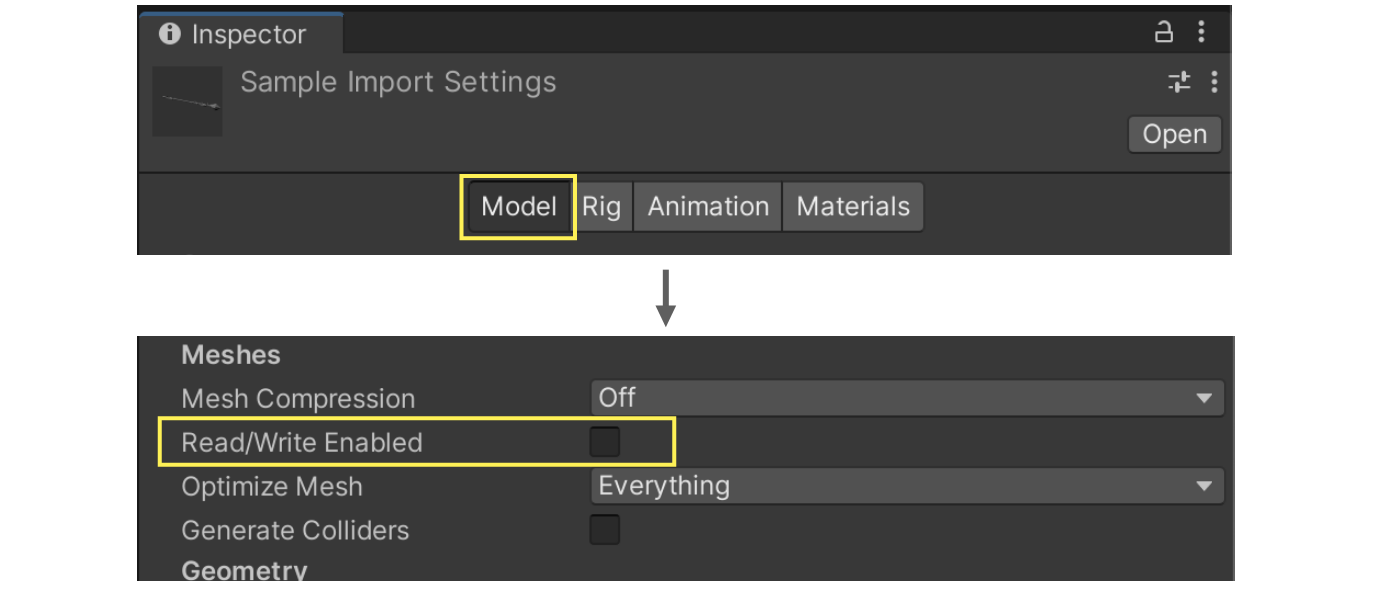 Inspector
Sample Import Settings
Open
Model Rig Animation Materials
Meshes
Mesh Compression Off
Read/Write Enabled
Optimize Mesh Everything
Generate Colliders
Geometry